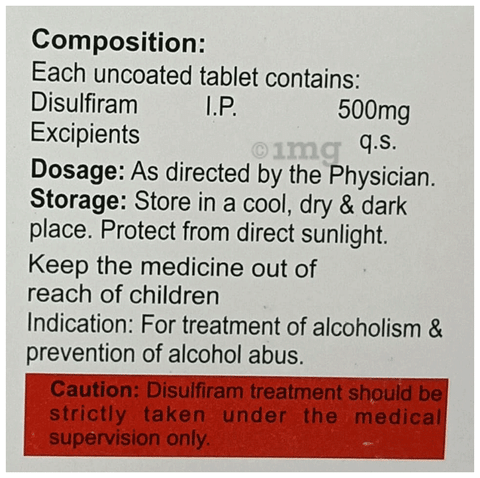 Composition:
Each uncoated tablet contains:
Disulfiram I.P. 500mg
Excipients q.s.
©1mg
Dosage: As directed by the Physician.
Storage: Store in a cool, dry & dark
place. Protect from direct sunlight.
Keep the medicine out of
reach of children
Indication: For treatment of alcoholism &
prevention of alcohol abus.
Caution: Disulfiram treatment should be
strictly taken under the medical
supervision only.